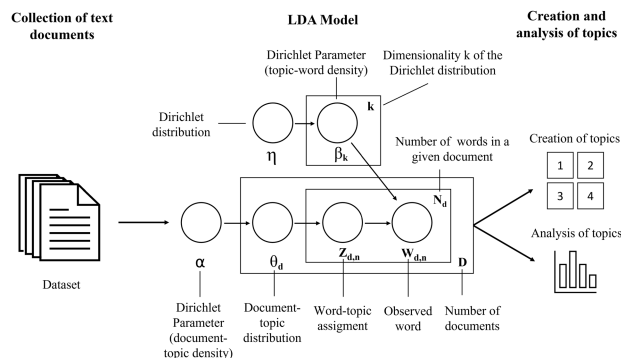 Collection of text
documents
LDA Model
Creation and
analysis of topics
Dirichlet Parameter
(topic-word density)
Dimensionality k of the
Dirichlet distribution
Dirichlet
distribution
k
η
βk
Number of words in a
given document
Creation of topics
1 2
3 4
Nd
α
θd
Zd,n
Wd,n
D
Analysis of topics
Dataset
Dirichlet
Parameter
(document-
topic density)
Document-
topic
distribution
Word-topic
assigment
Observed
word
Number of
documents